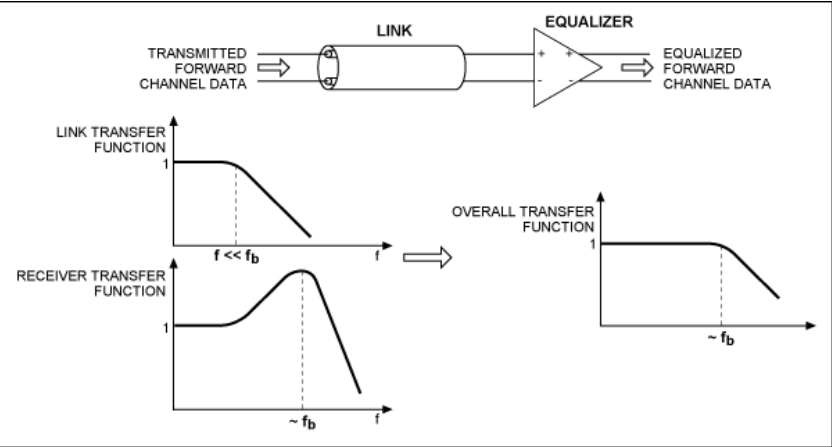 LINK
EQUALIZER
TRANSMITTED
FORWARD
CHANNEL DATA
+ +
- -
EQUALIZED
FORWARD
CHANNEL DATA
LINK TRANSFER
FUNCTION
1
f << fb
f
OVERALL TRANSFER
FUNCTION
1
~ fb
RECEIVER TRANSFER
FUNCTION
1
~ fb
f